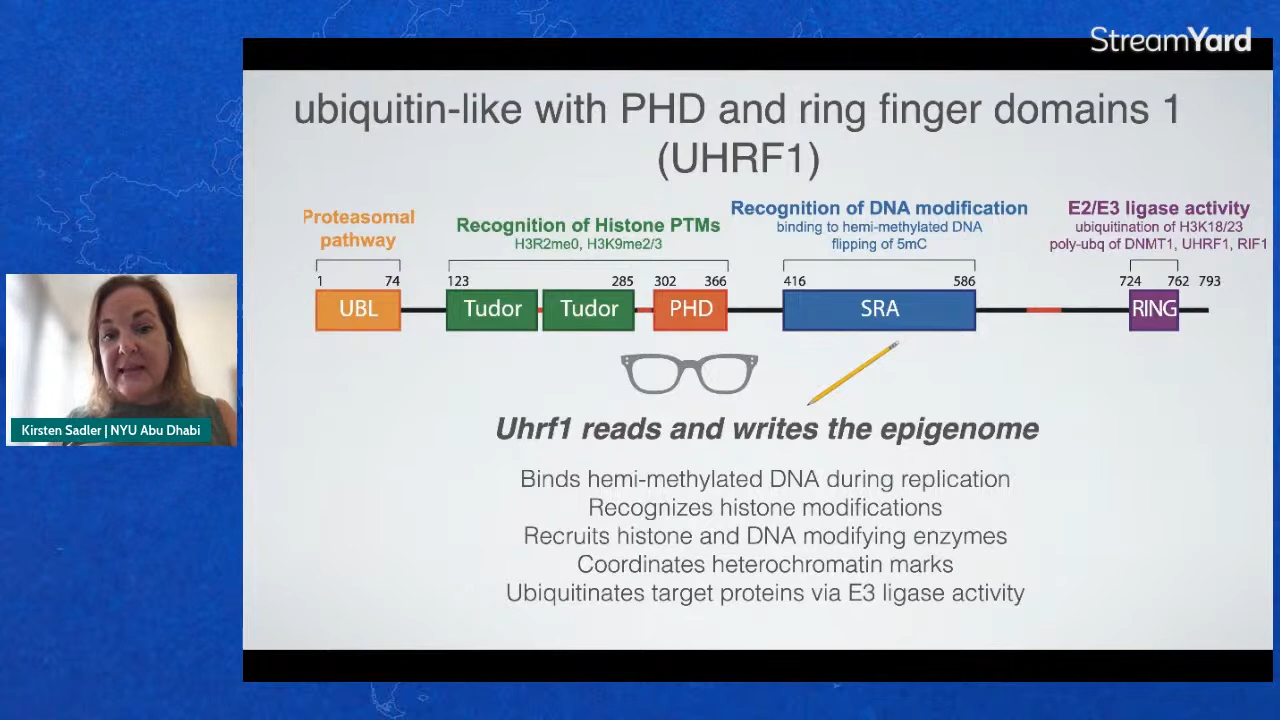 StreamYard
ubiquitin-like with PHD and ring finger domains 1
(UHRF1)
Proteasomal
pathway
Recognition of Histone PTMs
H3R2me0, H3K9me2/3
Recognition of DNA modification
binding to hemi-methylated DNA
flipping of 5mC
E2/E3 ligase activity
ubiquination of H3K18/23
poly-ubq of DNMT1, UHRF1, RIF1
1 74 123 285 302 366 416 586 724 762 793
UBL Tudor Tudor PHD SRA RING
Uhrf1 reads and writes the epigenome
Binds hemi-methylated DNA during replication
Recognizes histone modifications
Recruits histone and DNA modifying enzymes
Coordinates heterochromatin marks
Ubiquitinates target proteins via E3 ligase activity
Kirsten Sadler | NYU Abu Dhabi